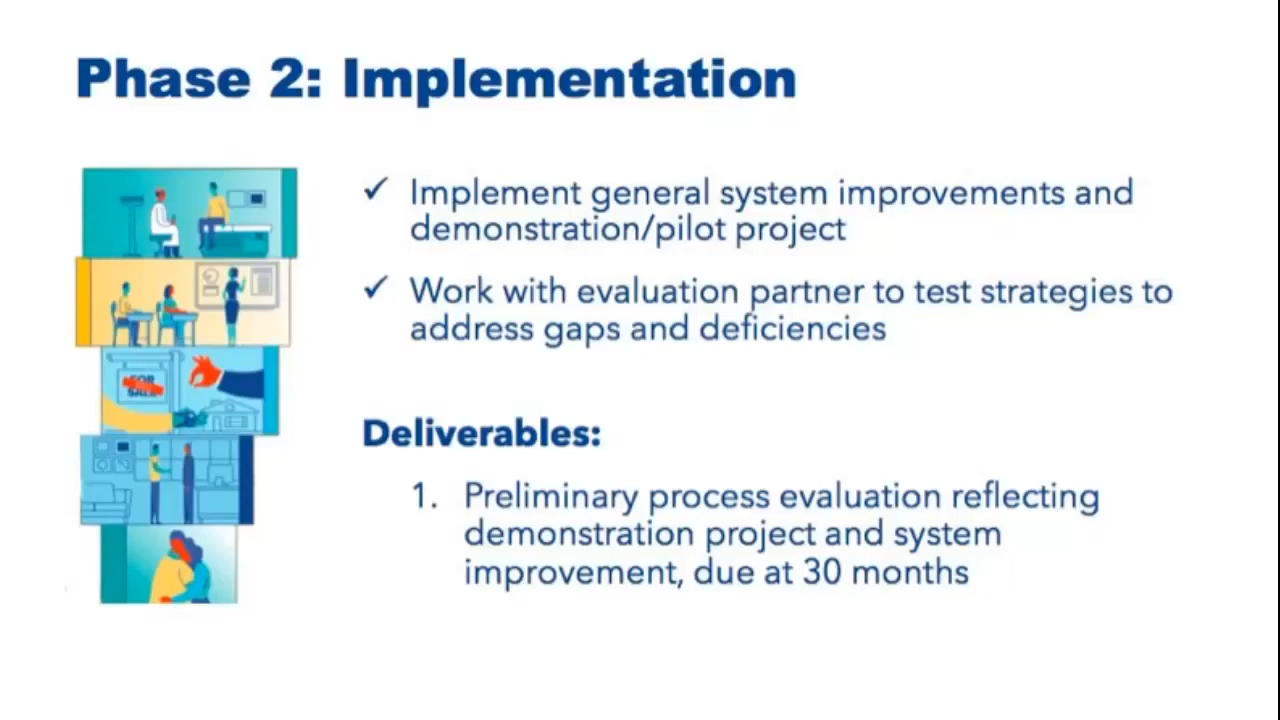 Phase 2: Implementation
✓ Implement general system improvements and
demonstration/pilot project
✓ Work with evaluation partner to test strategies to
address gaps and deficiencies
FOR
SALE
Deliverables:
1. Preliminary process evaluation reflecting
demonstration project and system
improvement, due at 30 months